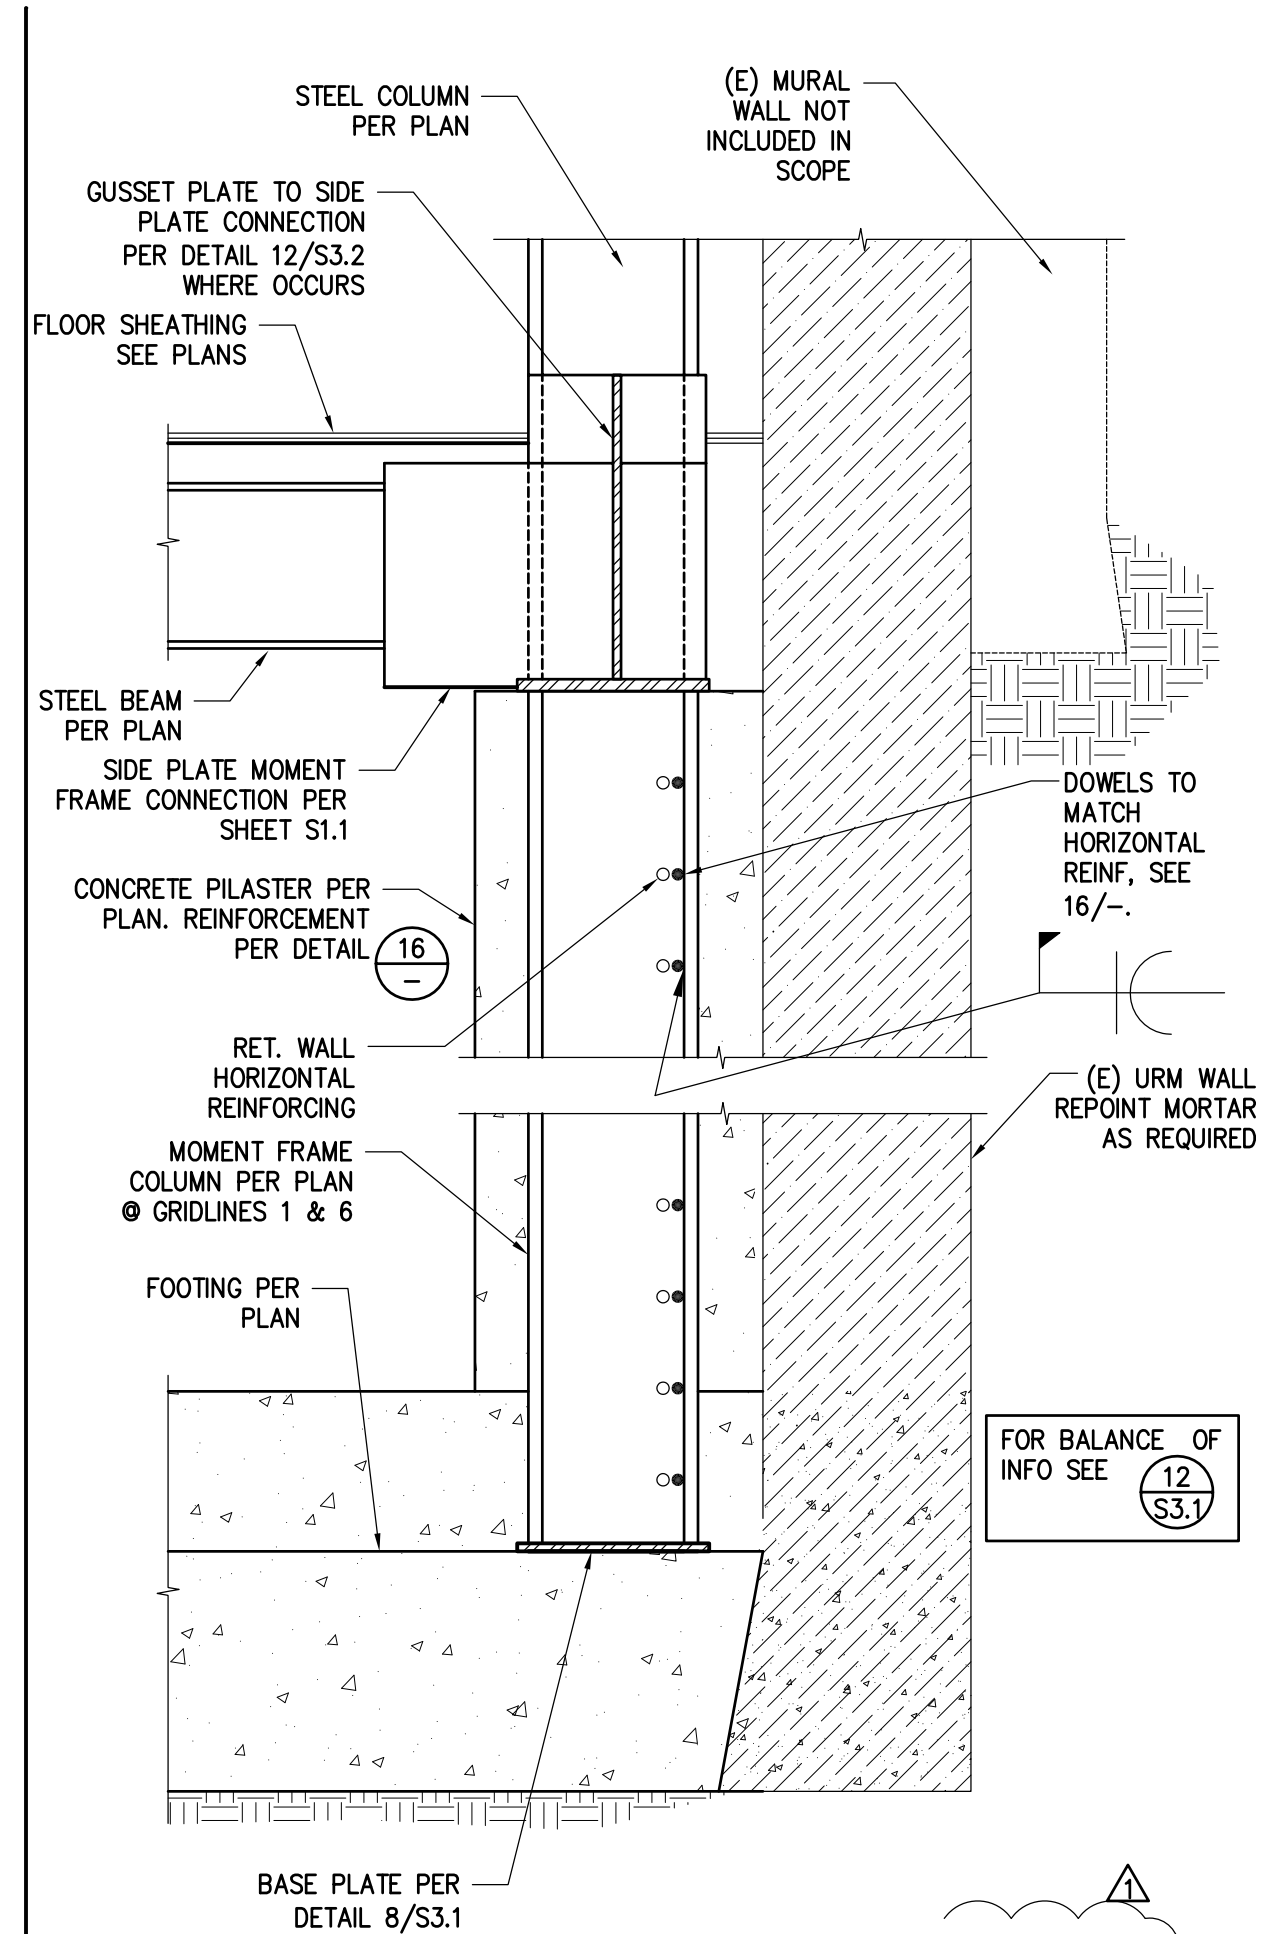 STEEL COLUMN
PER PLAN
(E) MURAL
WALL NOT
INCLUDED IN
SCOPE
GUSSET PLATE TO SIDE
PLATE CONNECTION
PER DETAIL 12/S3.2
WHERE OCCURS
FLOOR SHEATHING
SEE PLANS
STEEL BEAM
PER PLAN
SIDE PLATE MOMENT
FRAME CONNECTION PER
SHEET S1.1
DOWELS TO
MATCH
HORIZONTAL
REINF, SEE
16/-.
CONCRETE PILASTER PER
PLAN. REINFORCEMENT
PER DETAIL
16
-
RET. WALL
HORIZONTAL
REINFORCING
(E) URM WALL
REPOINT MORTAR
AS REQUIRED
MOMENT FRAME
COLUMN PER PLAN
@ GRIDLINES 1 & 6
FOOTING PER
PLAN
FOR BALANCE OF
INFO SEE
12
S3.1
BASE PLATE PER
DETAIL 8/S3.1
1